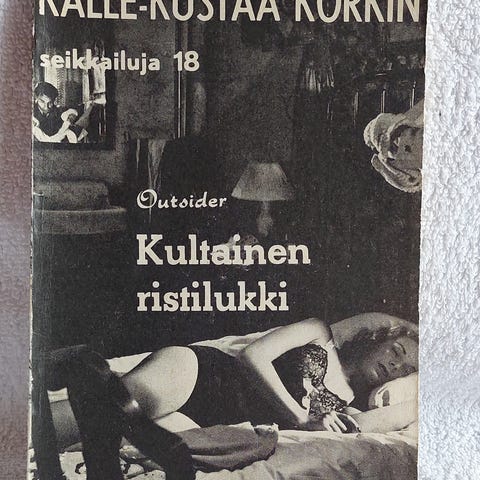 KALLE-KUSTAA KORKIN
seikkailuja 18
Outsider
Kultainen
ristilukki